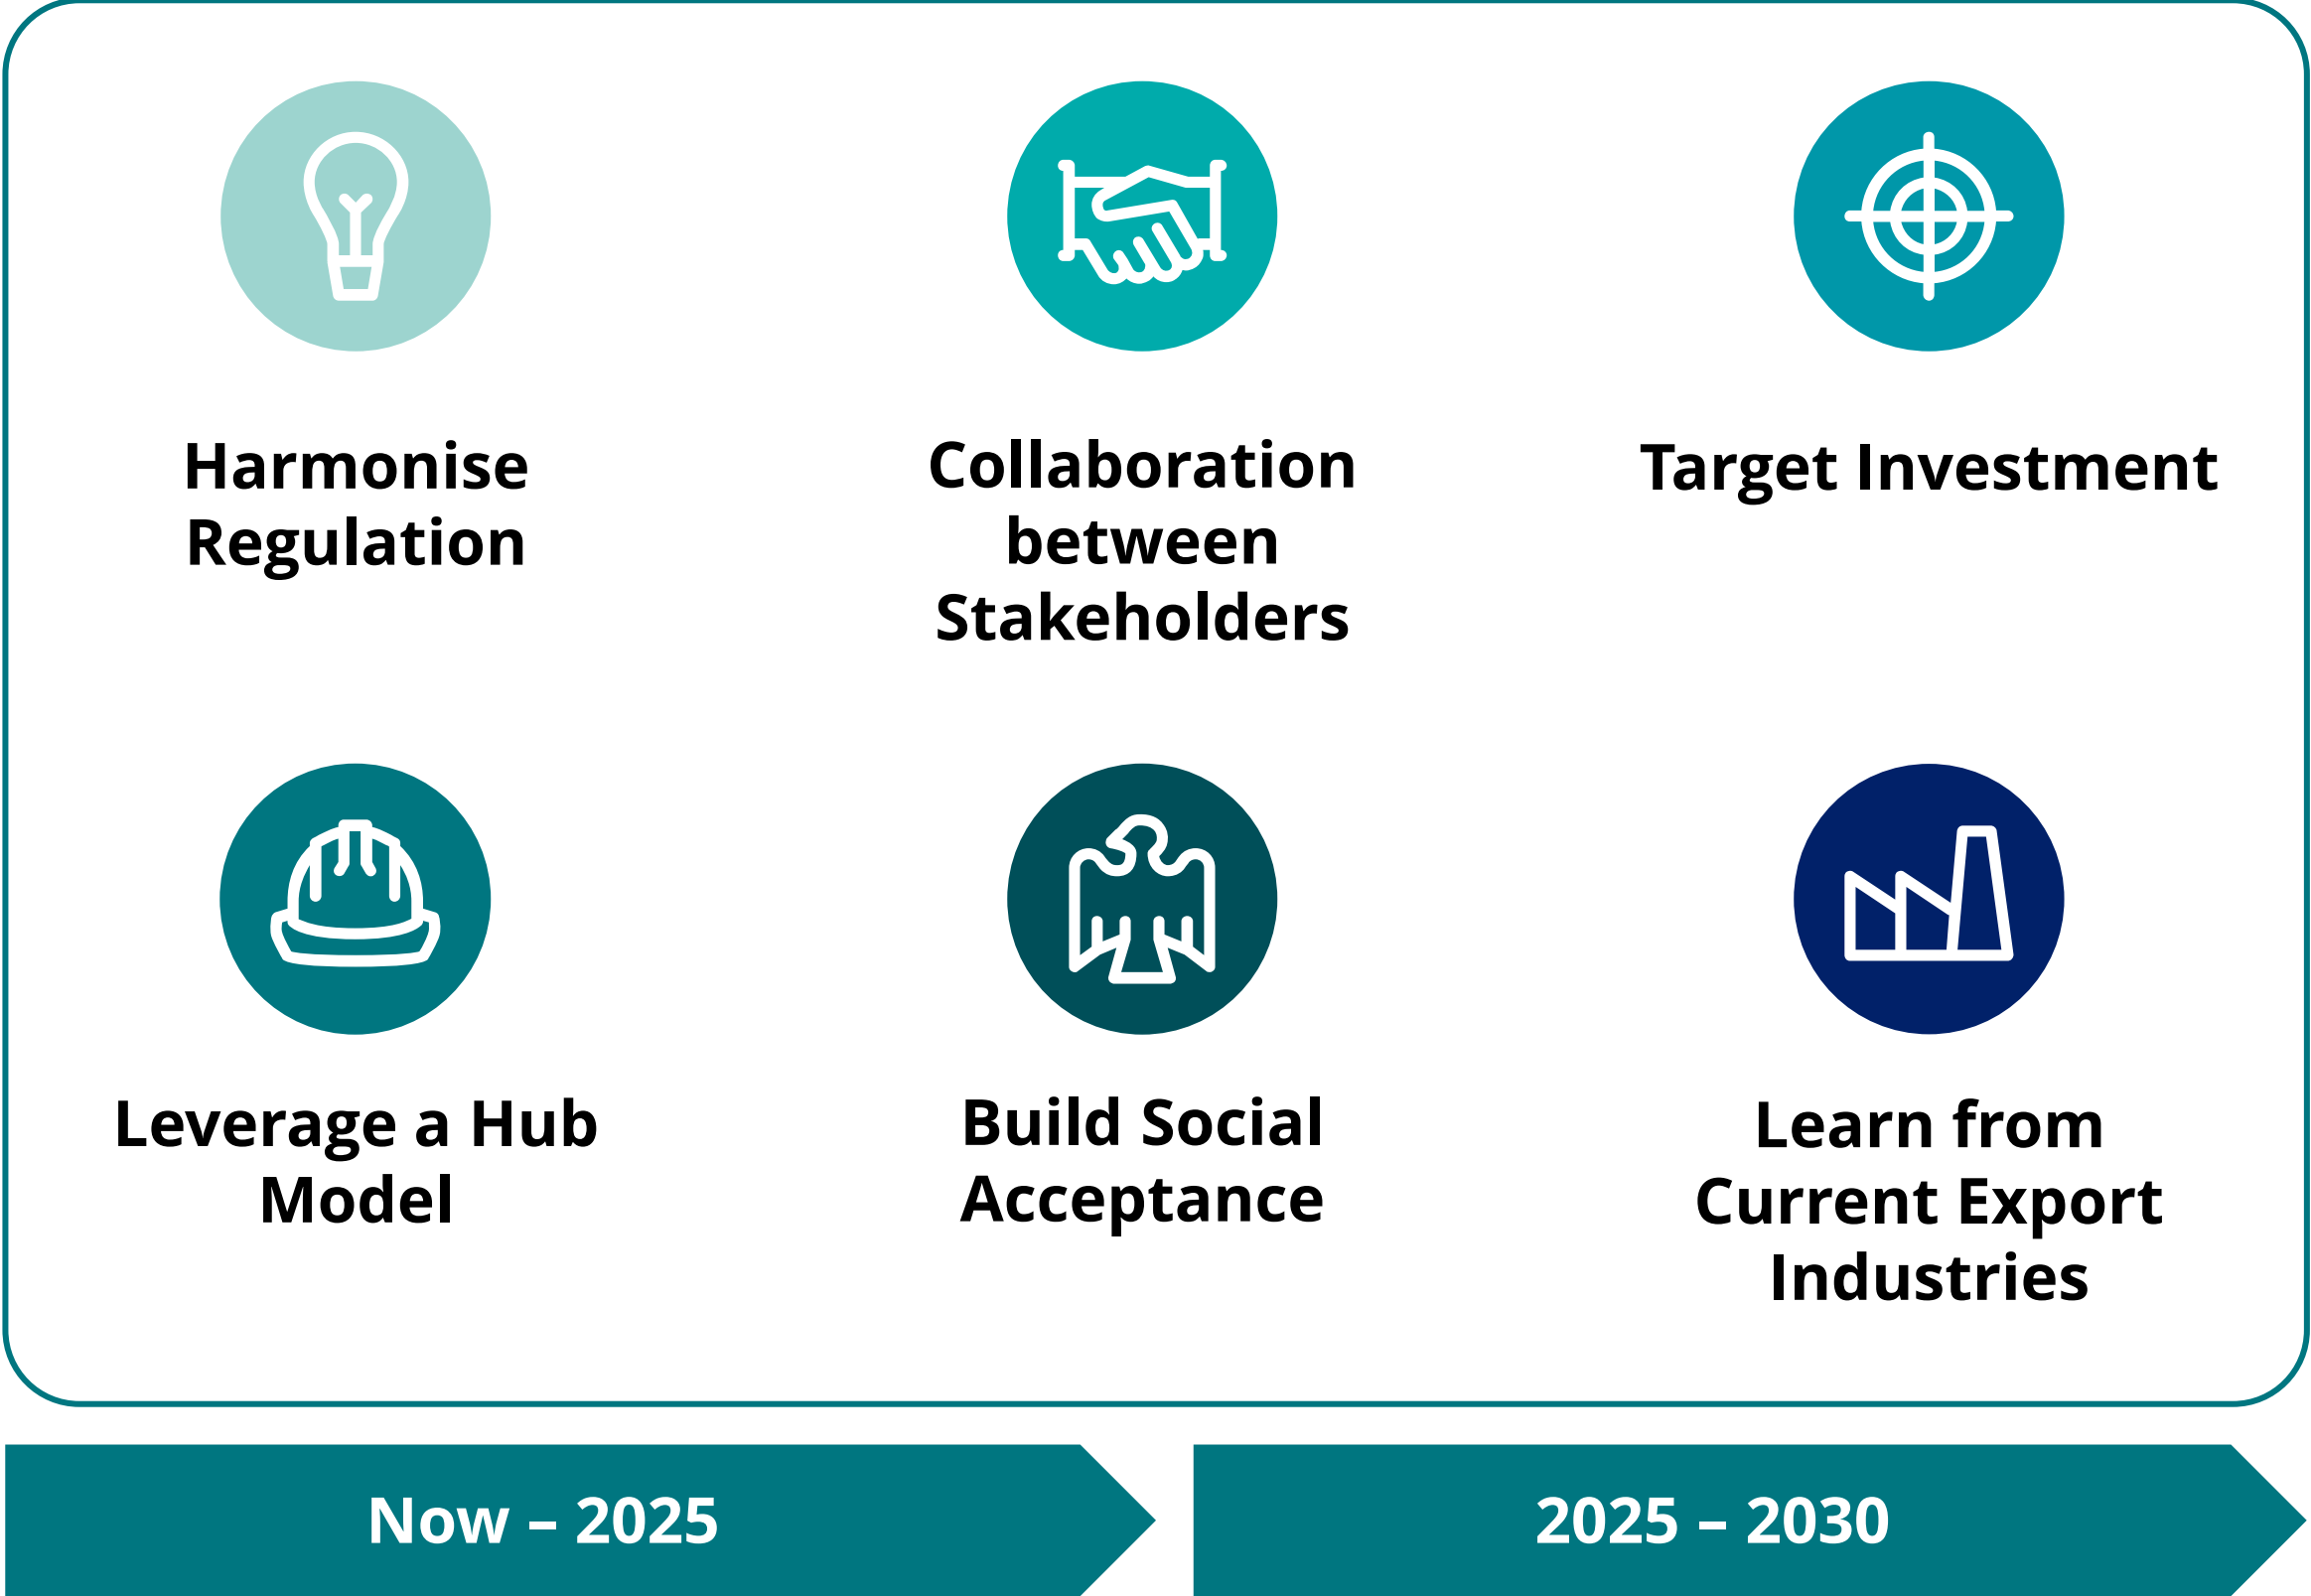 Harmonise
Regulation
Collaboration
between
Stakeholders
Target Investment
Leverage a Hub
Model
Build Social
Acceptance
Learn from
Current Export
Industries
Now – 2025
2025 – 2030